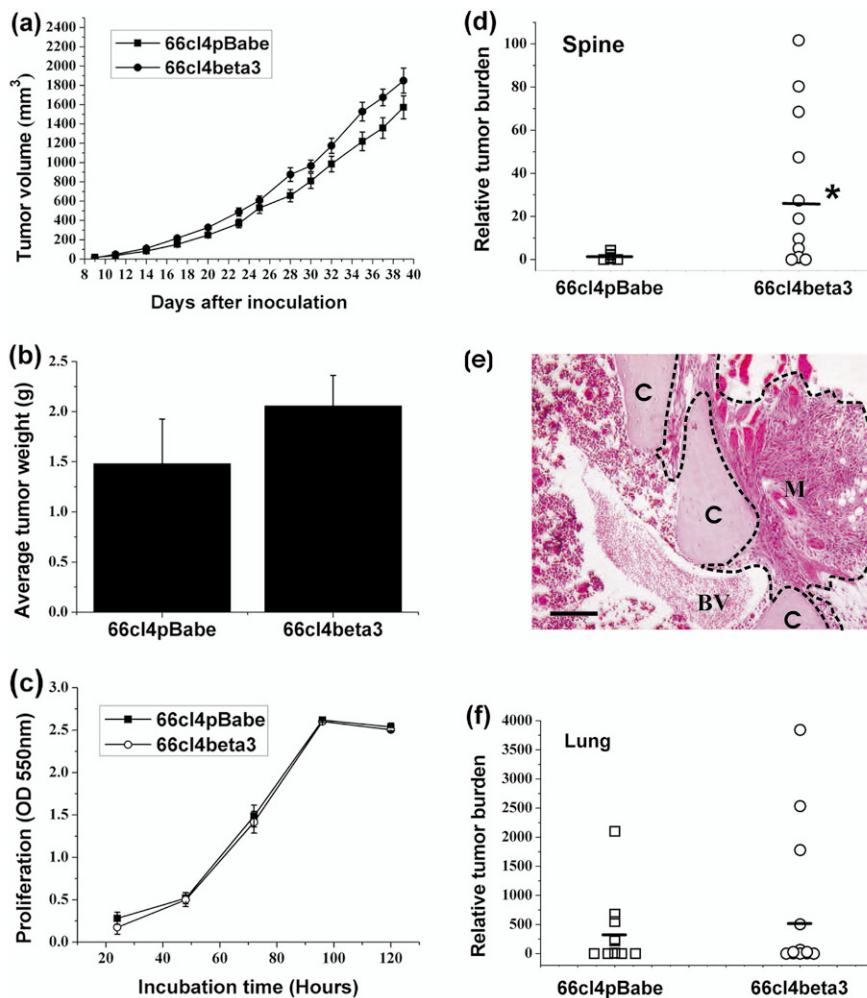 (a)
66cl4pBabe
66cl4beta3
Tumor volume (mm³)
2400
2200
2000
1800
1600
1400
1200
1000
800
600
400
200
0
8 10 12 14 16 18 20 22 24 26 28 30 32 34 36 38 40
Days after inoculation
(b)
Average tumor weight (g)
2.5
2.0
1.5
1.0
0.5
0.0
66cl4pBabe 66cl4beta3
(c)
66cl4pBabe
66cl4beta3
Proliferation (OD 550nm)
3.0
2.5
2.0
1.5
1.0
0.5
0.0
20 40 60 80 100 120
Incubation time (Hours)
(d)
Spine
Relative tumor burden
100
80
60
40
20
0
*
66cl4pBabe 66cl4beta3
(e)
C
C
M
BV
C
(f)
Lung
Relative tumor burden
4000
3500
3000
2500
2000
1500
1000
500
0
66cl4pBabe 66cl4beta3